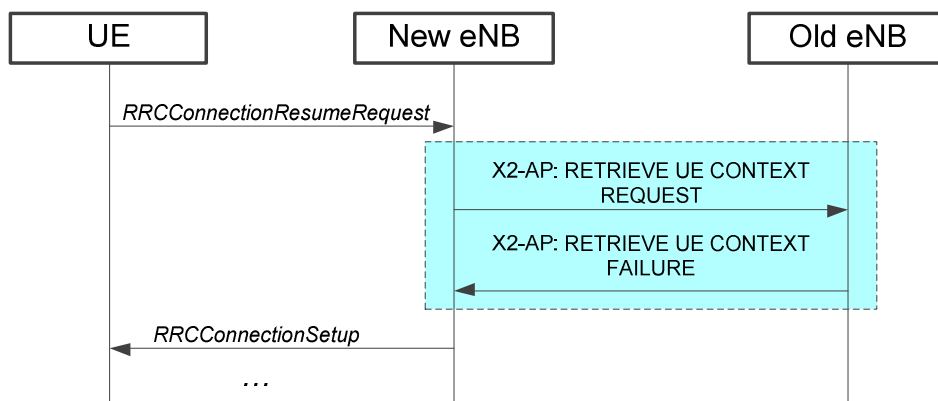 UE
New eNB
Old eNB
RRCConnectionResumeRequest
X2-AP: RETRIEVE UE CONTEXT
REQUEST
X2-AP: RETRIEVE UE CONTEXT
FAILURE
RRCConnectionSetup
...